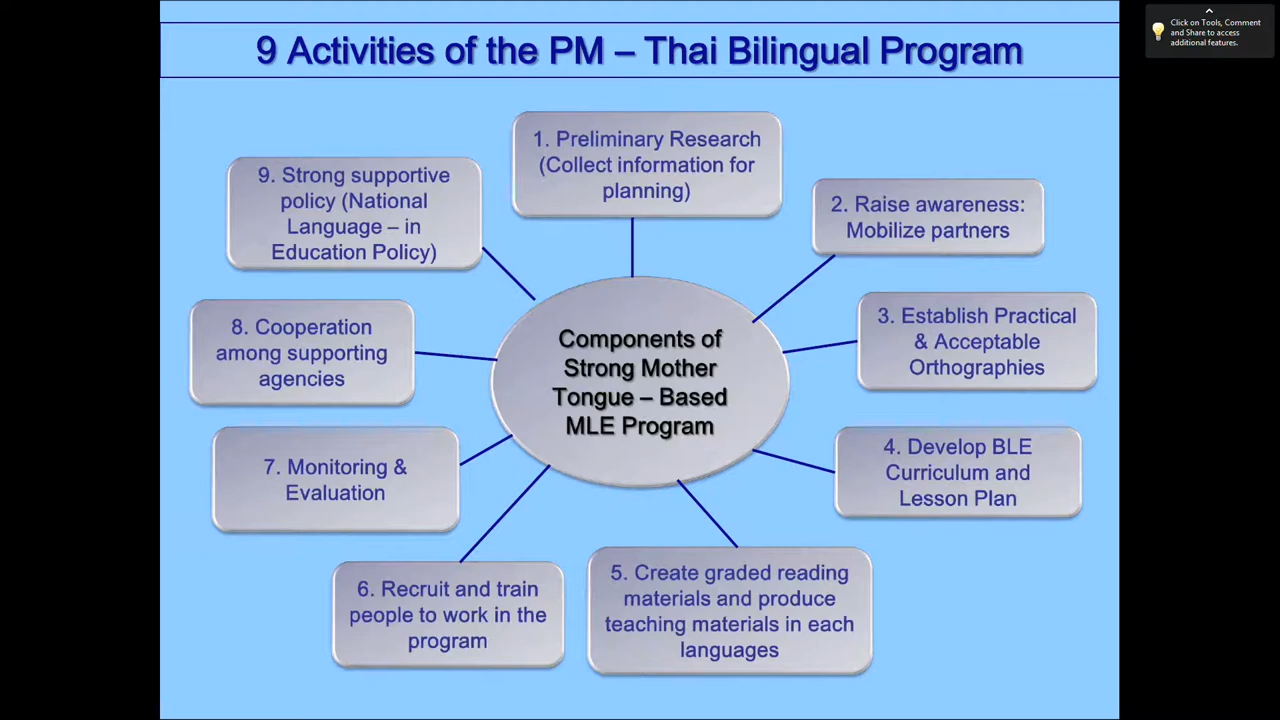 9 Activities of the PM – Thai Bilingual Program
1. Preliminary Research
(Collect information for
planning)
2. Raise awareness:
Mobilize partners
3. Establish Practical
& Acceptable
Orthographies
4. Develop BLE
Curriculum and
Lesson Plan
5. Create graded reading
materials and produce
teaching materials in each
languages
6. Recruit and train
people to work in the
program
7. Monitoring &
Evaluation
8. Cooperation
among supporting
agencies
9. Strong supportive
policy (National
Language – in
Education Policy)
Components of
Strong Mother
Tongue – Based
MLE Program
Click on Tools, Comment
and Share to access
additional features.